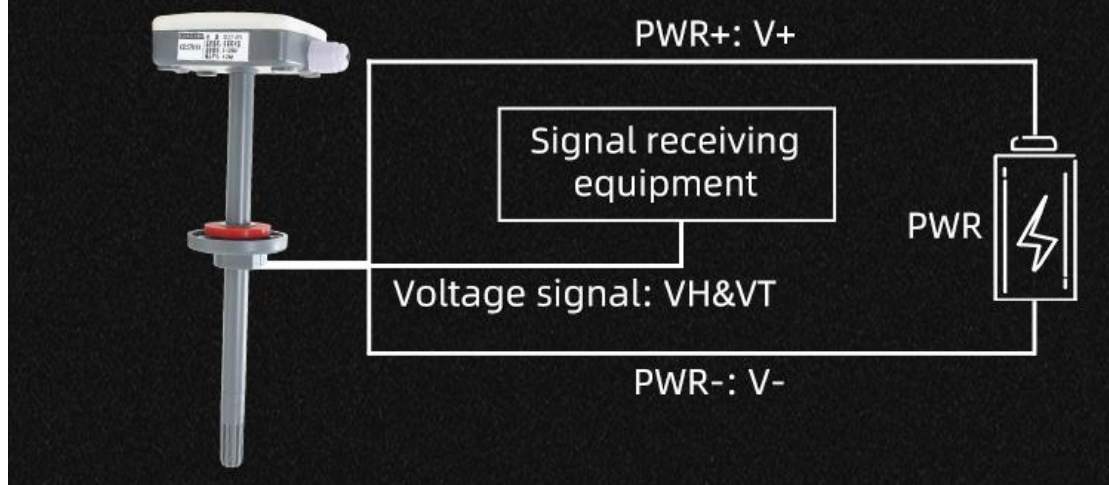 PWR+: V+
Signal receiving
equipment
PWR
Voltage signal: VH&VT
PWR-: V-